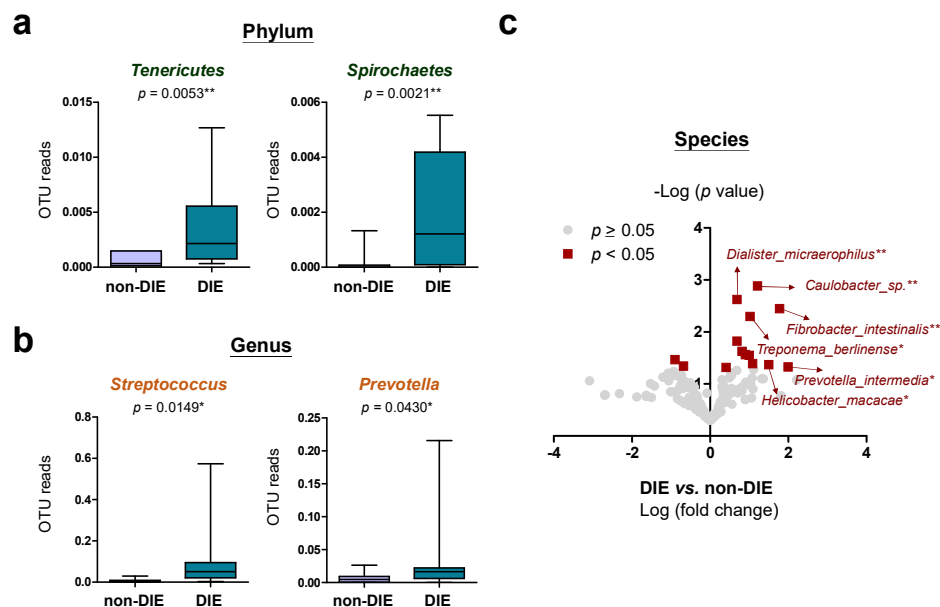 a
Phylum
Tenericutes
p = 0.0053**
OTU reads
0.015
0.010
0.005
0.000
non-DIE
DIE
Spirochaetes
p = 0.0021**
OTU reads
0.006
0.004
0.002
0.000
non-DIE
DIE
b
Genus
Streptococcus
p = 0.0149*
OTU reads
0.8
0.6
0.4
0.2
0.0
non-DIE
DIE
Prevotella
p = 0.0430*
OTU reads
0.25
0.20
0.15
0.10
0.05
0.00
non-DIE
DIE
c
Species
-Log (p value)
p ≥ 0.05
p < 0.05
4
3
2
1
Dialister_micraerophilus**
Caulobacter_sp.**
Fibrobacter_intestinalis**
Treponema_berlinense*
Prevotella_intermedia*
Helicobacter_macacae*
-4
-2
0
2
4
DIE vs. non-DIE
Log (fold change)